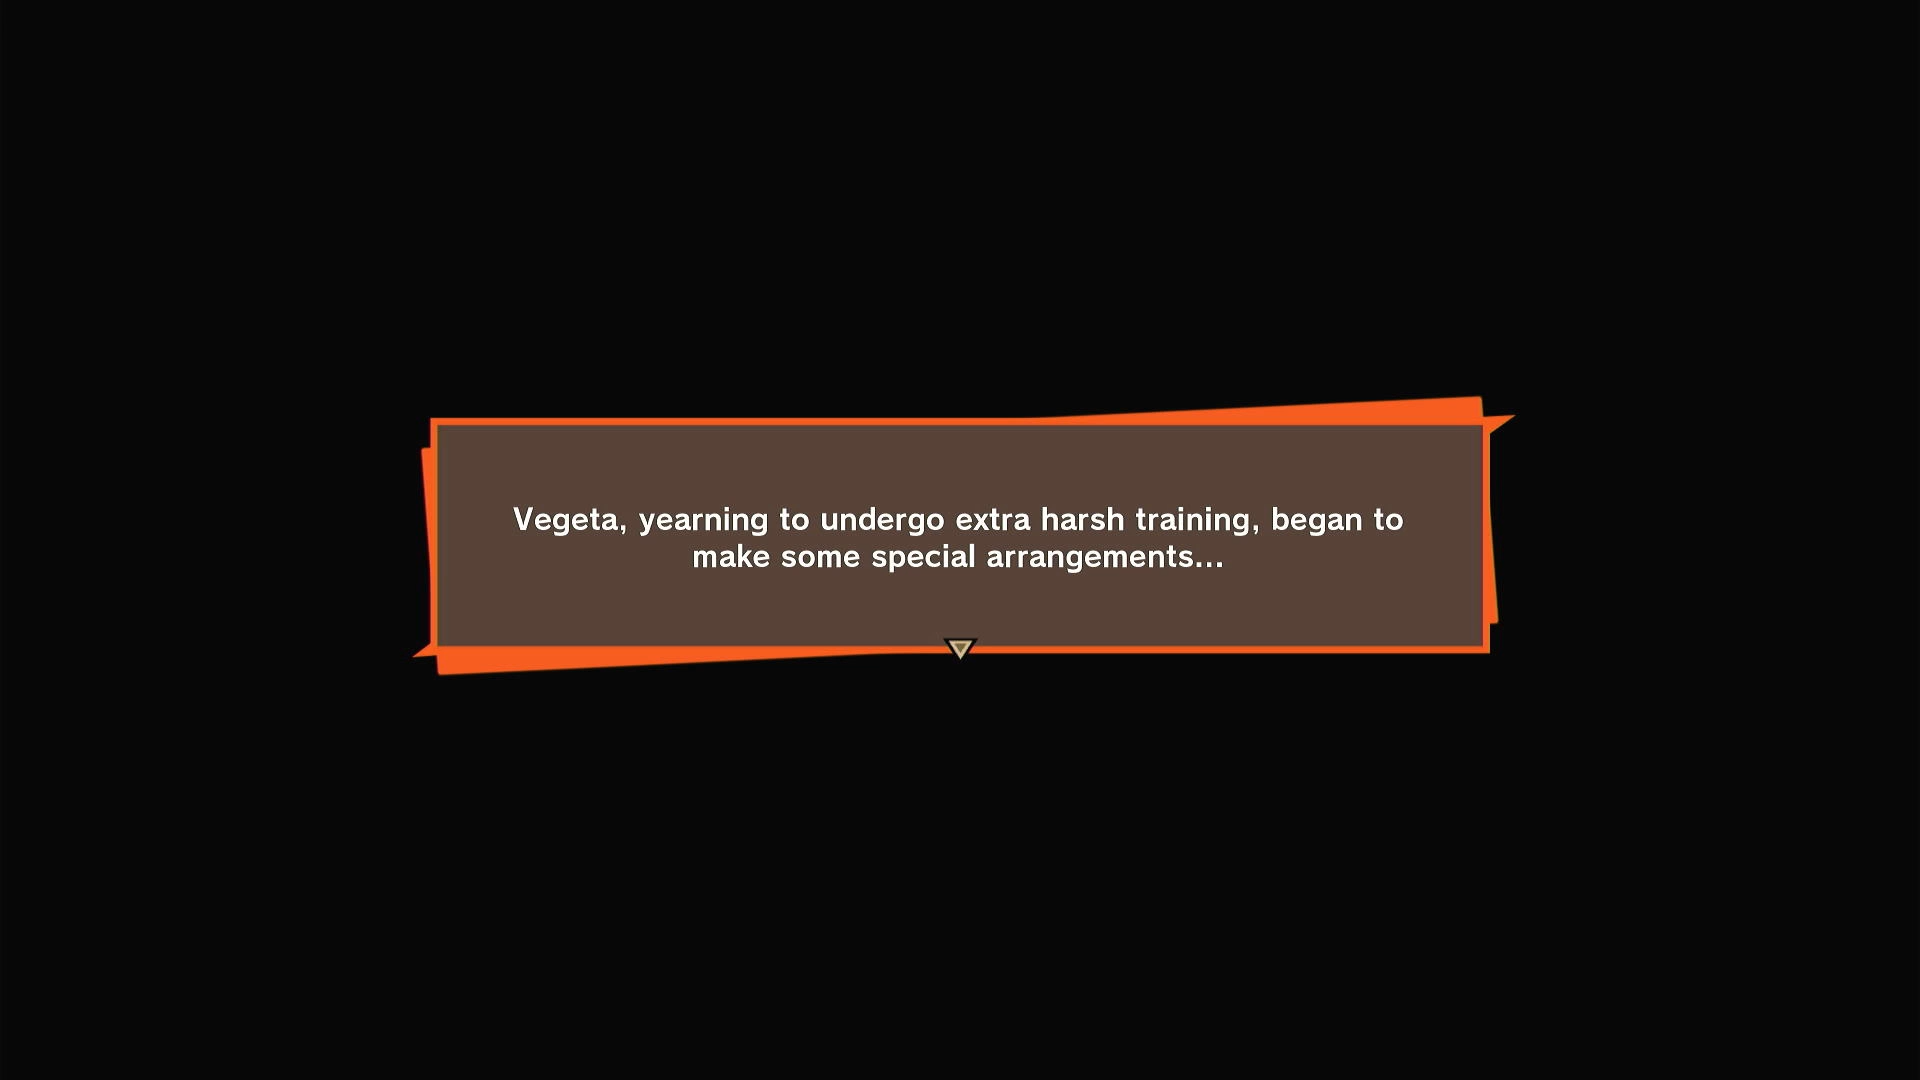 Vegeta, yearning to undergo extra harsh training, began to
make some special arrangements...